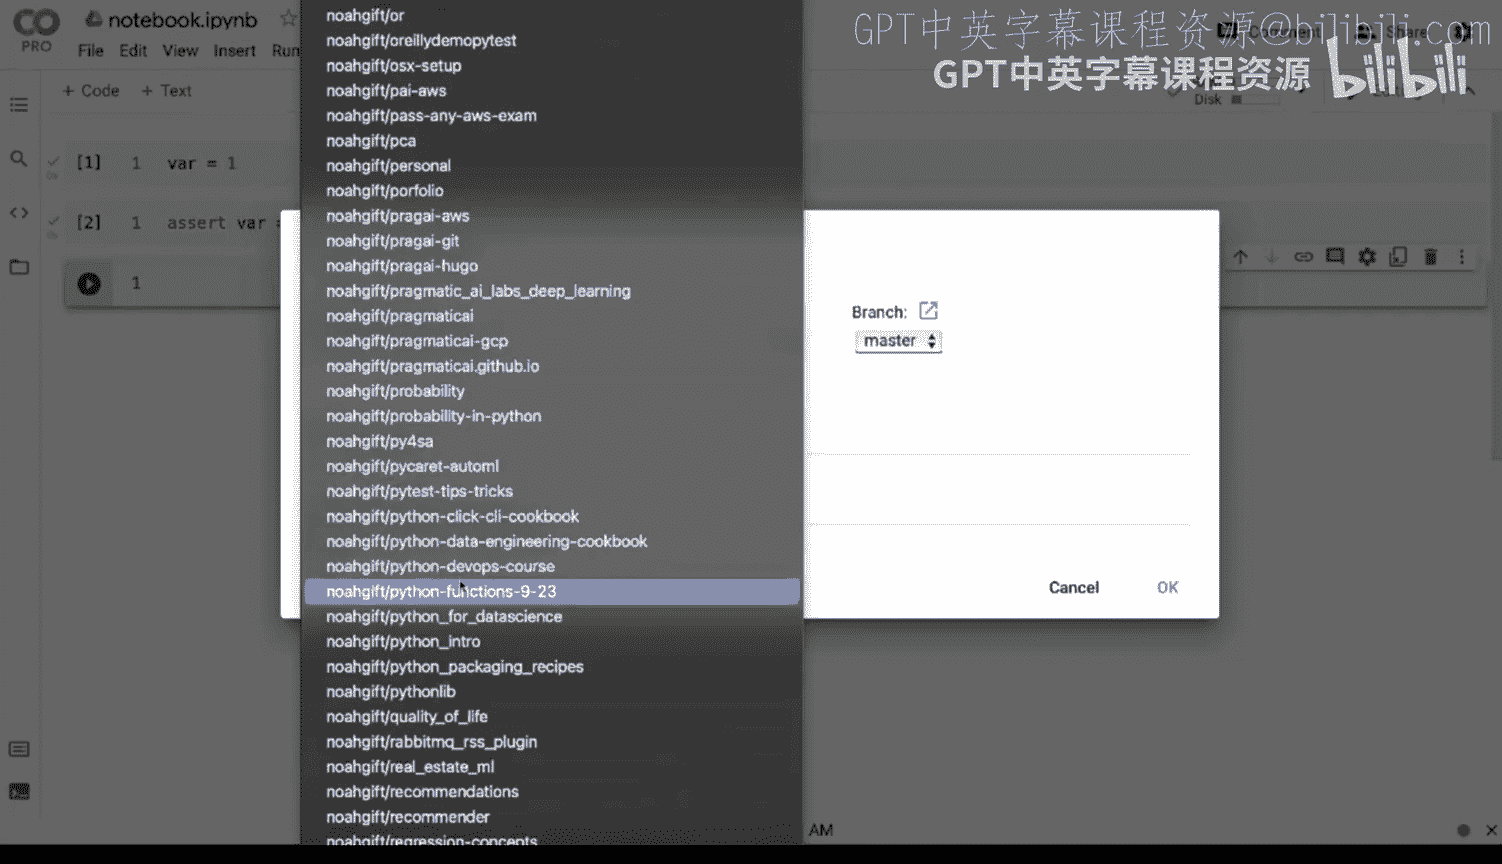 GPT中英字幕课程资源@bilibili.com
GPT中英字幕课程资源 bilibili
CO
PRO
notebook.ipynb
File Edit View Insert Run
Comment
Share
+ Code + Text
Disk
[1] 1 var = 1
[2] 1 assert var =
1
noahgift/or
noahgift/oreillydemopytest
noahgift/osx-setup
noahgift/pai-aws
noahgift/pass-any-aws-exam
noahgift/pca
noahgift/personal
noahgift/porfolio
noahgift/pragai-aws
noahgift/pragai-git
noahgift/pragai-hugo
noahgift/pragmatic_ai_labs_deep_learning
noahgift/pragmaticai
noahgift/pragmaticai-gcp
noahgift/pragmaticai.github.io
noahgift/probability
noahgift/probability-in-python
noahgift/py4sa
noahgift/pycaret-automl
noahgift/pytest-tips-tricks
noahgift/python-click-cli-cookbook
noahgift/python-data-engineering-cookbook
noahgift/python-devops-course
noahgift/python-functions-9-23
noahgift/python_for_datascience
noahgift/python_intro
noahgift/python_packaging_recipes
noahgift/pythonlib
noahgift/quality_of_life
noahgift/rabbitmq_rss_plugin
noahgift/real_estate_ml
noahgift/recommendations
noahgift/recommender
noahgift/regression-concepts
Branch:
master
Cancel OK
AM